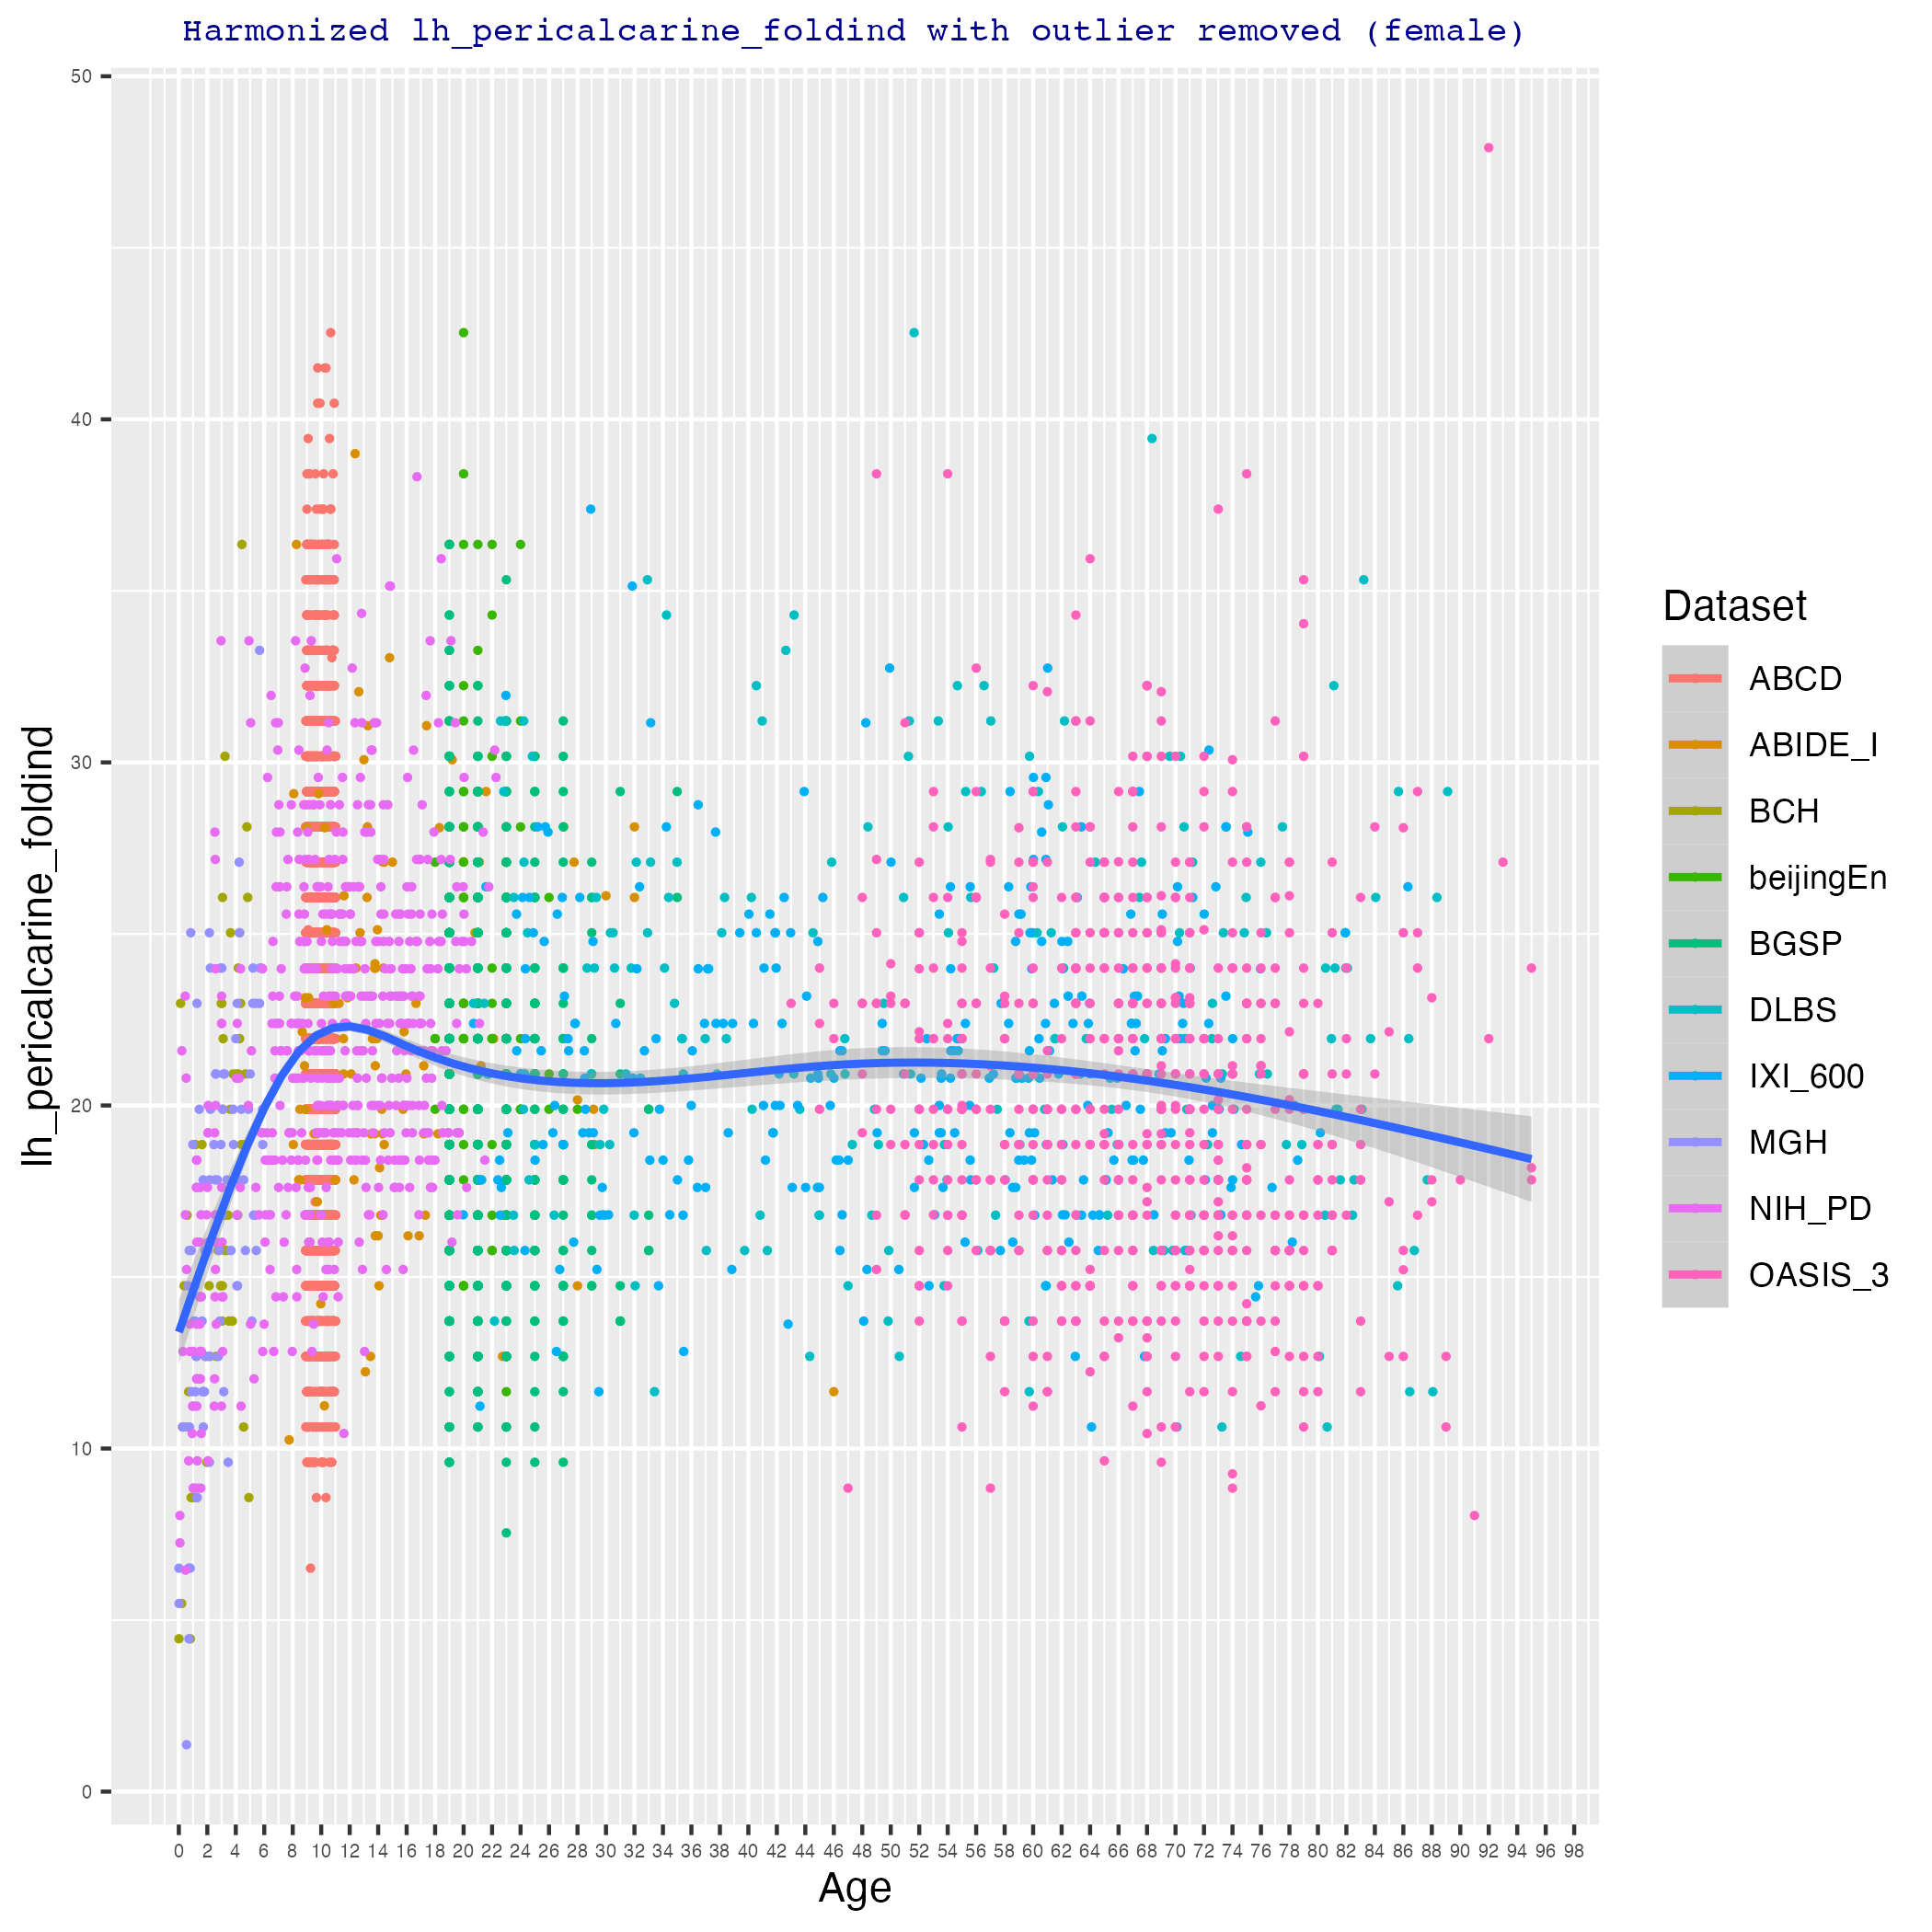 Harmonized lh_pericalcarine_foldind with outlier removed (female)
lh_pericalcarine_foldind
50
40
30
20
10
0
0 2 4 6 8 10 12 14 16 18 20 22 24 26 28 30 32 34 36 38 40 42 44 46 48 50 52 54 56 58 60 62 64 66 68 70 72 74 76 78 80 82 84 86 88 90 92 94 96 98
Age
Dataset
ABCD
ABIDE_I
BCH
beijingEn
BGSP
DLBS
IXI_600
MGH
NIH_PD
OASIS_3